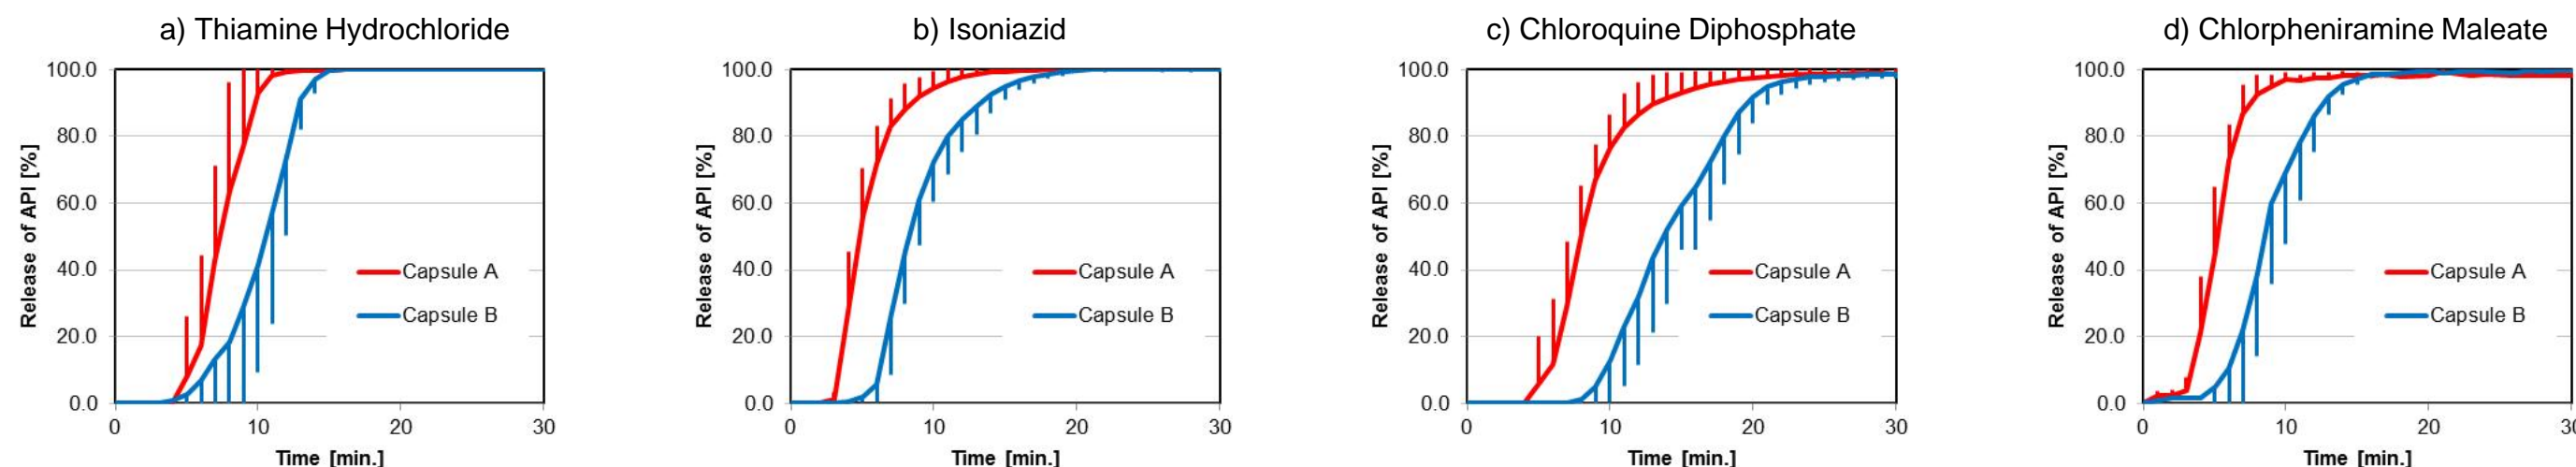 a) Thiamine Hydrochloride
100.0
80.0
60.0
40.0
20.0
0.0
Release of API [%]
Capsule A
Capsule B
0
10
20
30
Time [min.]
b) Isoniazid
100.0
80.0
60.0
40.0
20.0
0.0
Release of API [%]
Capsule A
Capsule B
0
10
20
30
Time [min.]
c) Chloroquine Diphosphate
100.0
80.0
60.0
40.0
20.0
0.0
Release of API [%]
Capsule A
Capsule B
0
10
20
30
Time [min.]
d) Chlorpheniramine Maleate
100.0
80.0
60.0
40.0
20.0
0.0
Release of API [%]
Capsule A
Capsule B
0
10
20
30
Time [min.]